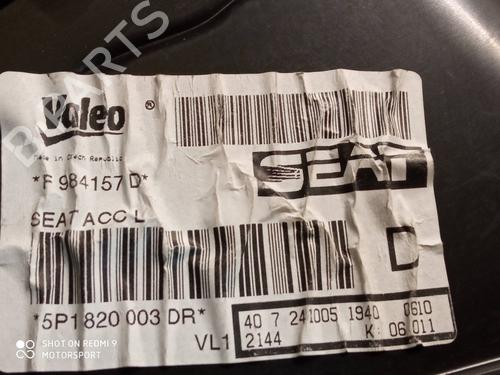 Valeo ®
made in Czech Republic
*F 984157 D*
SEAT
SEAT ACC L
D
*5P1 820 003 DR*
VL1
40 7 241005 1940 0610
2144 K: 06 011
B-PARTS
SHOT ON REDMI 9
MOTORSPORT